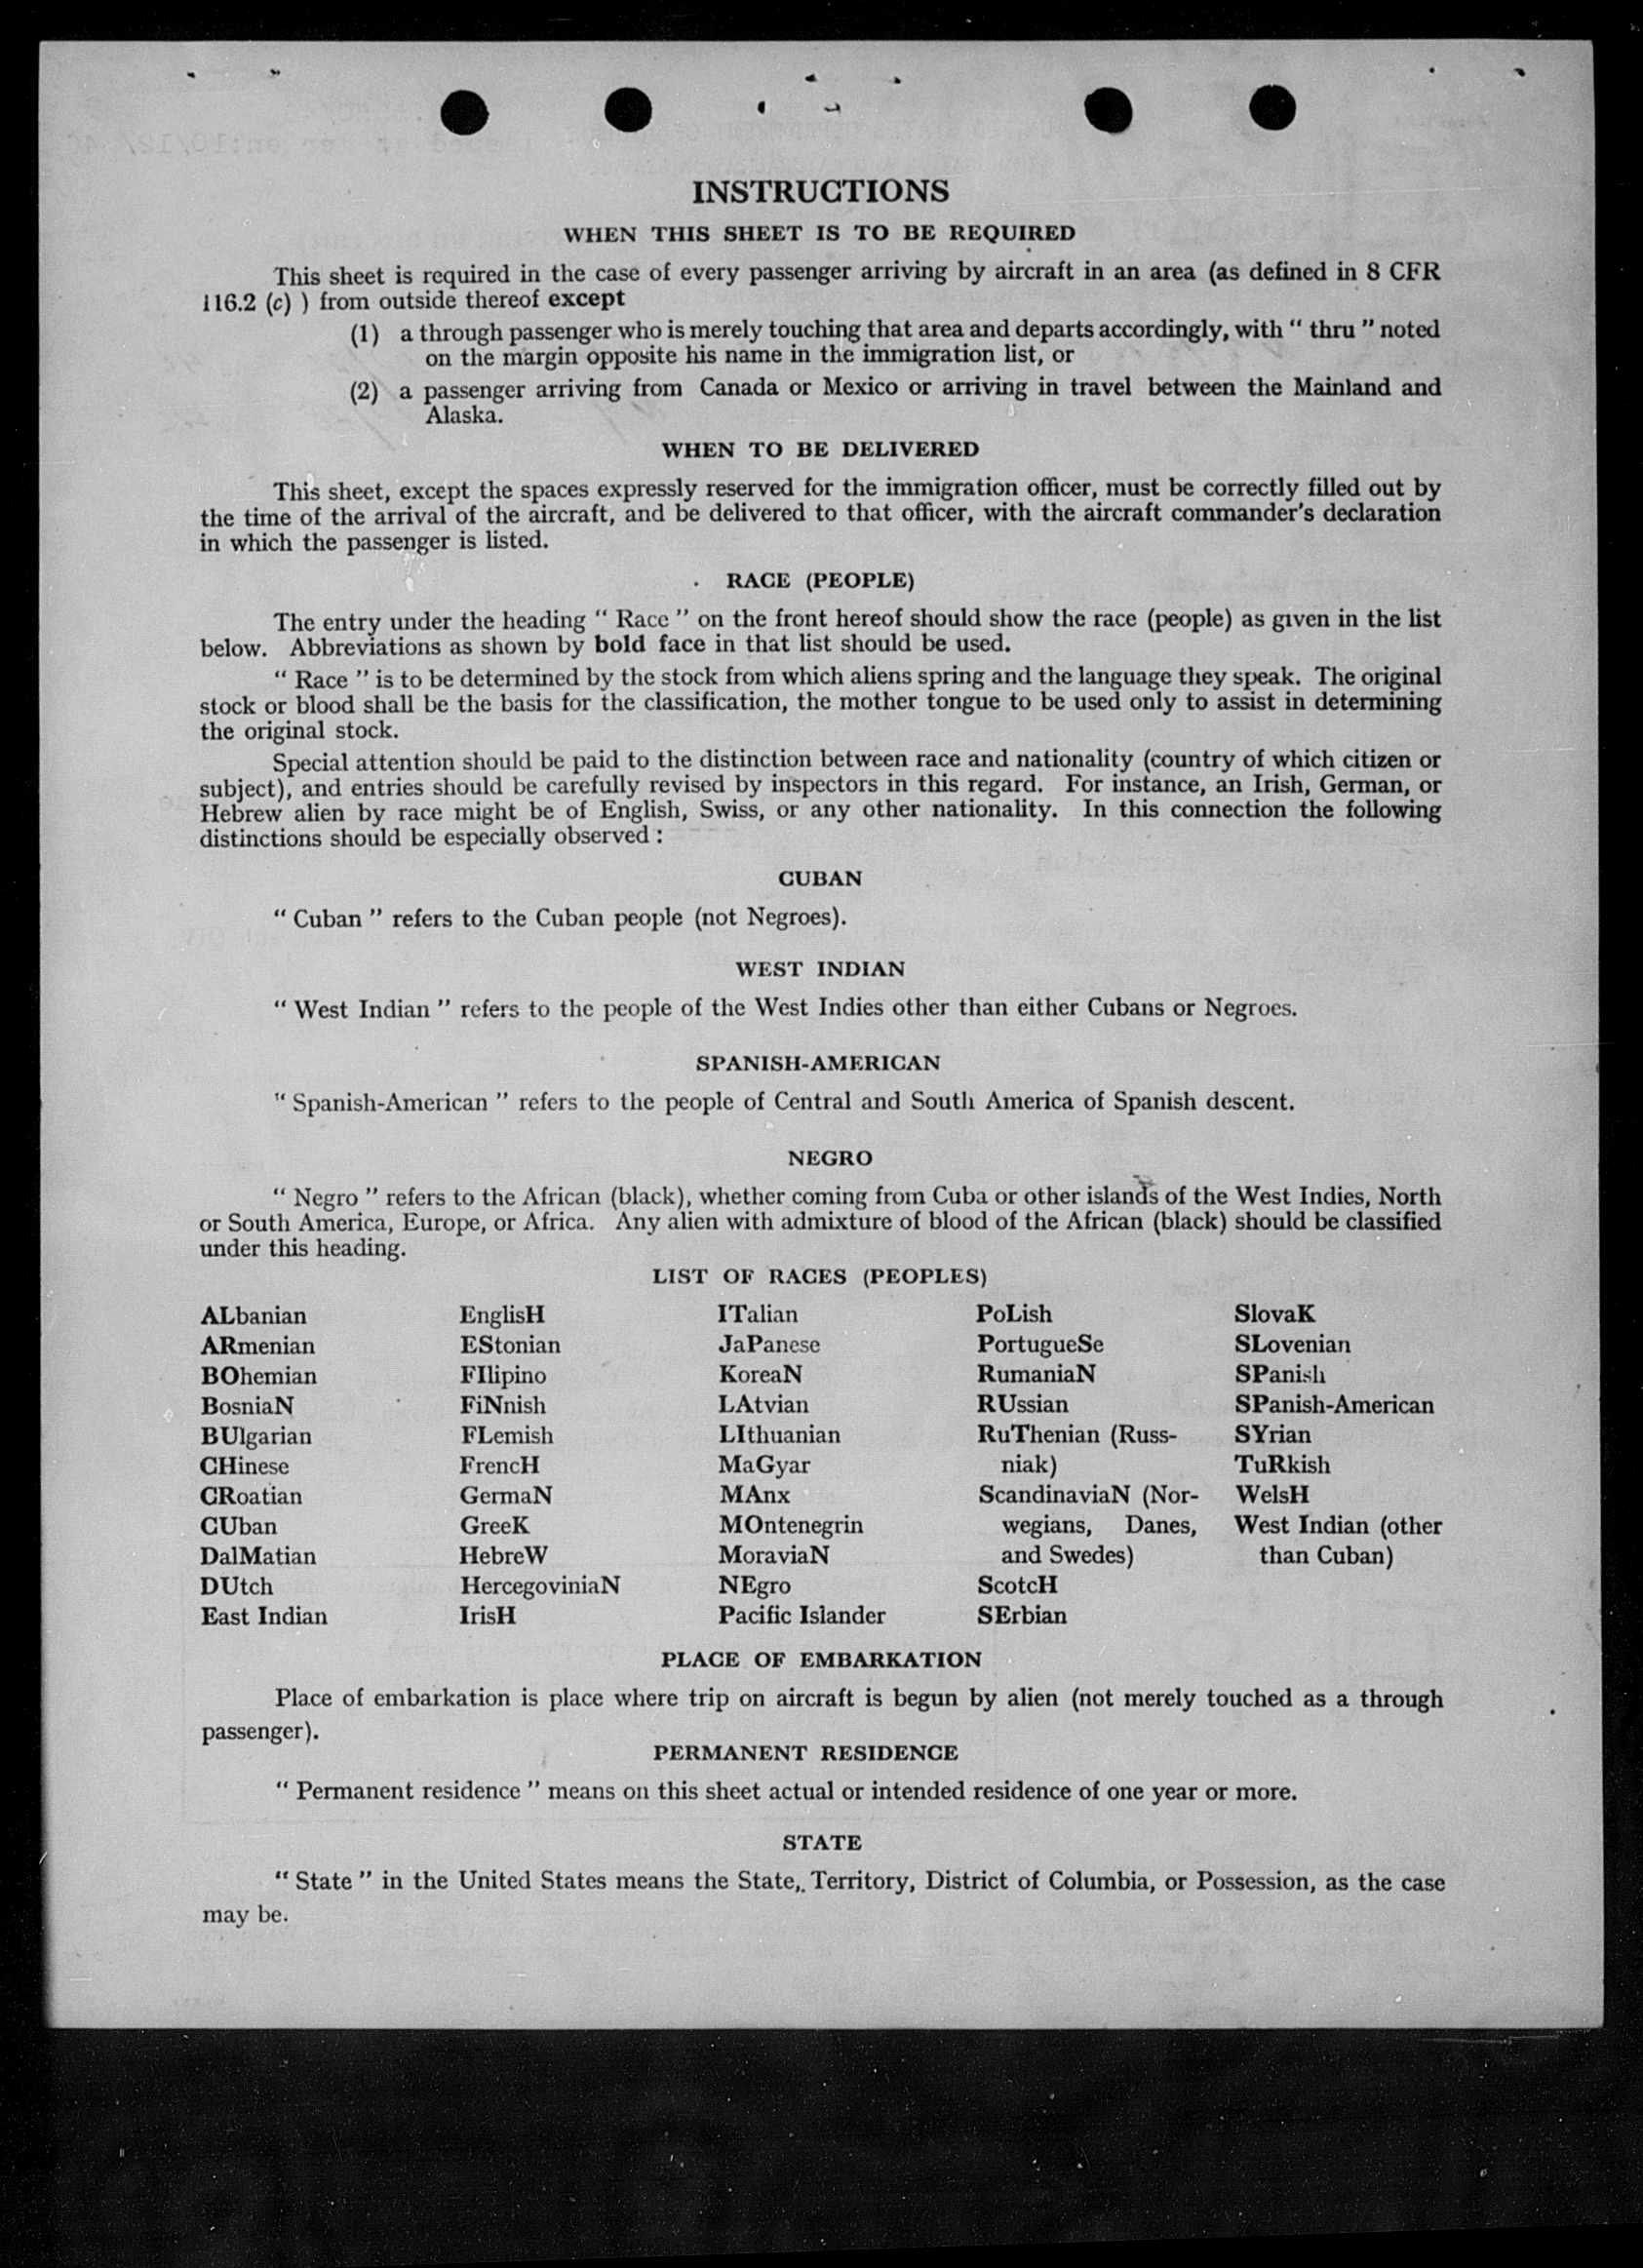 INSTRUCTIONS
WHEN THIS SHEET IS TO BE REQUIRED
This sheet is required in the case of every passenger arriving by aircraft in an area (as defined in 8 CFR
116.2 (c) ) from outside thereof except
(1) a through passenger who is merely touching that area and departs accordingly, with “ thru ” noted
on the margin opposite his name in the immigration list, or
(2) a passenger arriving from Canada or Mexico or arriving in travel between the Mainland and
Alaska.
WHEN TO BE DELIVERED
This sheet, except the spaces expressly reserved for the immigration officer, must be correctly filled out by
the time of the arrival of the aircraft, and be delivered to that officer, with the aircraft commander’s declaration
in which the passenger is listed.
RACE (PEOPLE)
The entry under the heading “ Race ” on the front hereof should show the race (people) as given in the list
below. Abbreviations as shown by bold face in that list should be used.
“ Race ” is to be determined by the stock from which aliens spring and the language they speak. The original
stock or blood shall be the basis for the classification, the mother tongue to be used only to assist in determining
the original stock.
Special attention should be paid to the distinction between race and nationality (country of which citizen or
subject), and entries should be carefully revised by inspectors in this regard. For instance, an Irish, German, or
Hebrew alien by race might be of English, Swiss, or any other nationality. In this connection the following
distinctions should be especially observed :
CUBAN
“ Cuban ” refers to the Cuban people (not Negroes).
WEST INDIAN
“ West Indian ” refers to the people of the West Indies other than either Cubans or Negroes.
SPANISH-AMERICAN
“ Spanish-American ” refers to the people of Central and South America of Spanish descent.
NEGRO
“ Negro ” refers to the African (black), whether coming from Cuba or other islands of the West Indies, North
or South America, Europe, or Africa. Any alien with admixture of blood of the African (black) should be classified
under this heading.
LIST OF RACES (PEOPLES)
ALbanian
ARmenian
BOhemian
BosniaN
BUlgarian
CHinese
CRoatian
CUban
DalMatian
DUtch
East Indian
EnglisH
EStonian
FIlipino
FiNnish
FLemish
FrencH
GermaN
GreeK
HebreW
HercegoviniaN
IrisH
ITalian
JaPanese
KoreaN
LAtvian
LIthuanian
MaGyar
MAnx
MOntenegrin
MoraviaN
NEgro
Pacific Islander
PoLish
PortugueSe
RumaniaN
RUssian
RuThenian (Russ-
niak)
ScandinaviaN (Nor-
wegians, Danes,
and Swedes)
ScotcH
SErbian
SlovaK
SLovenian
SPanish
SPanish-American
SYrian
TuRkish
WelsH
West Indian (other
than Cuban)
PLACE OF EMBARKATION
Place of embarkation is place where trip on aircraft is begun by alien (not merely touched as a through
passenger).
PERMANENT RESIDENCE
“ Permanent residence ” means on this sheet actual or intended residence of one year or more.
STATE
“ State ” in the United States means the State, Territory, District of Columbia, or Possession, as the case
may be.